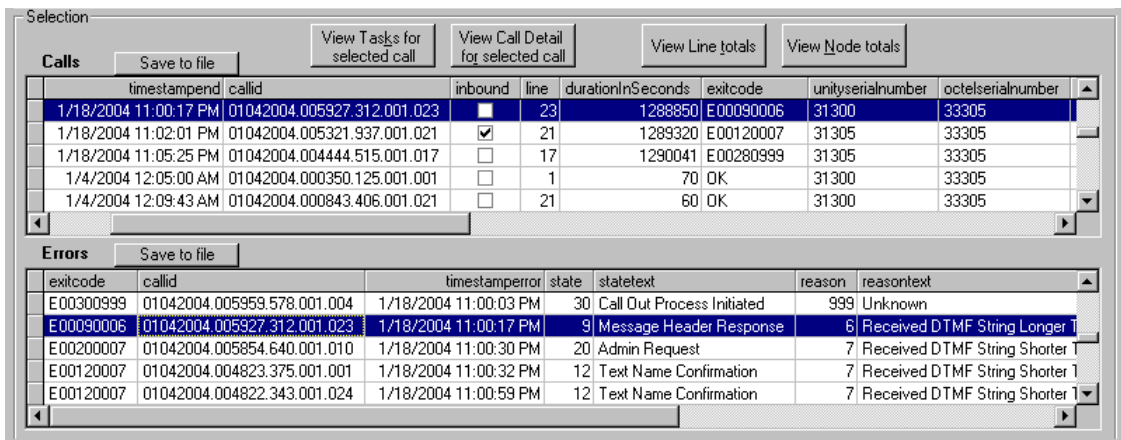 Selection
View Tasks for selected call
View Call Detail for selected call
View Line totals
View Node totals
Calls
Save to file
timestampend callid inbound line durationInSeconds exitcode unityserialnumber octelserialnumber
1/18/2004 11:00:17 PM 01042004.005927.312.001.023 23 1288850 E00090006 31300 33305
1/18/2004 11:02:01 PM 01042004.005321.937.001.021 21 1289320 E00120007 31305 33305
1/18/2004 11:05:25 PM 01042004.004444.515.001.017 17 1290041 E00280999 31305 33305
1/4/2004 12:05:00 AM 01042004.000350.125.001.001 1 70 OK 31300 33305
1/4/2004 12:09:43 AM 01042004.000843.406.001.021 21 60 OK 31300 33305
Errors
Save to file
exitcode callid timestamperror state statetext reason reasontext
E00300999 01042004.005959.578.001.004 1/18/2004 11:00:03 PM 30 Call Out Process Initiated 999 Unknown
E00090006 01042004.005927.312.001.023 1/18/2004 11:00:17 PM 9 Message Header Response 6 Received DTMF String Longer T
E00200007 01042004.005854.640.001.010 1/18/2004 11:00:30 PM 20 Admin Request 7 Received DTMF String Shorter T
E00120007 01042004.004823.375.001.001 1/18/2004 11:00:32 PM 12 Text Name Confirmation 7 Received DTMF String Shorter T
E00120007 01042004.004822.343.001.024 1/18/2004 11:00:59 PM 12 Text Name Confirmation 7 Received DTMF String Shorter T